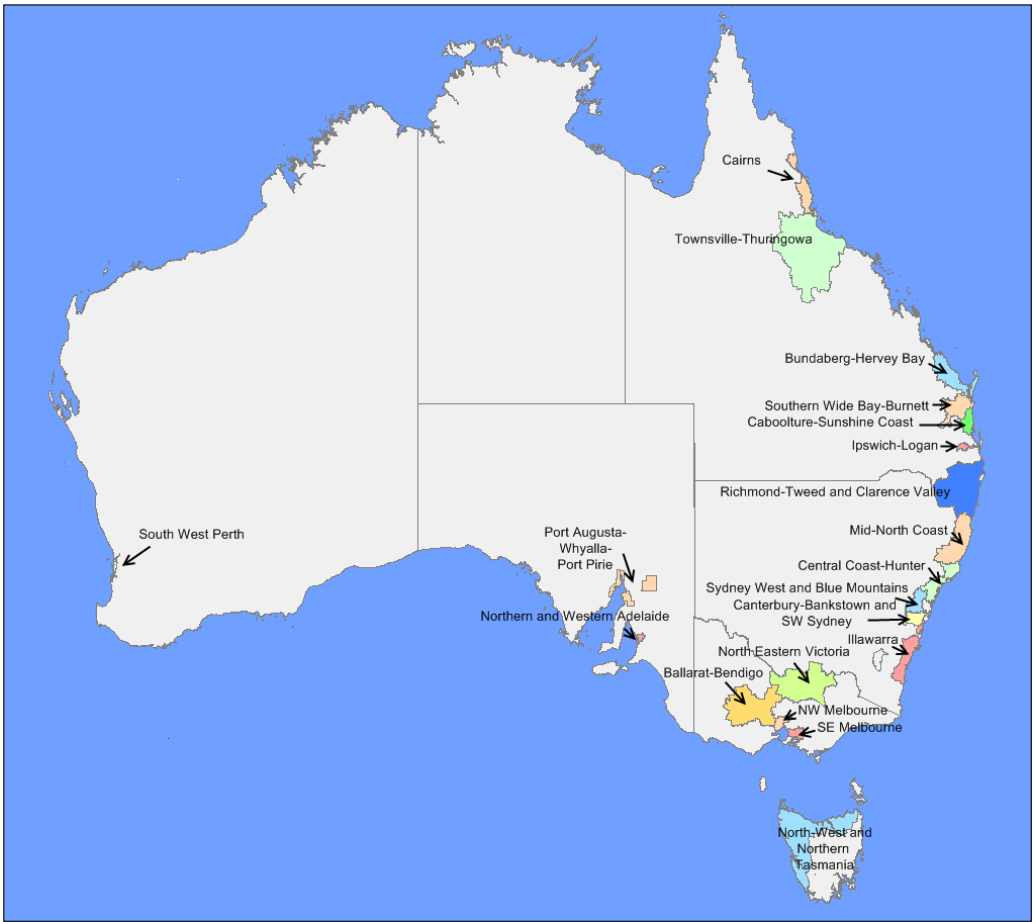 Cairns
Townsville-Thuringowa
Bundaberg-Hervey Bay
Southern Wide Bay-Burnett
Caboolture-Sunshine Coast
Ipswich-Logan
Richmond-Tweed and Clarence Valley
Mid-North Coast
South West Perth
Port Augusta-
Whyalla-
Port Pirie
Central Coast-Hunter
Sydney West and Blue Mountains
Canterbury-Bankstown and
SW Sydney
Northern and Western Adelaide
Illawarra
North Eastern Victoria
Ballarat-Bendigo
NW Melbourne
SE Melbourne
North-West and
Northern
Tasmania